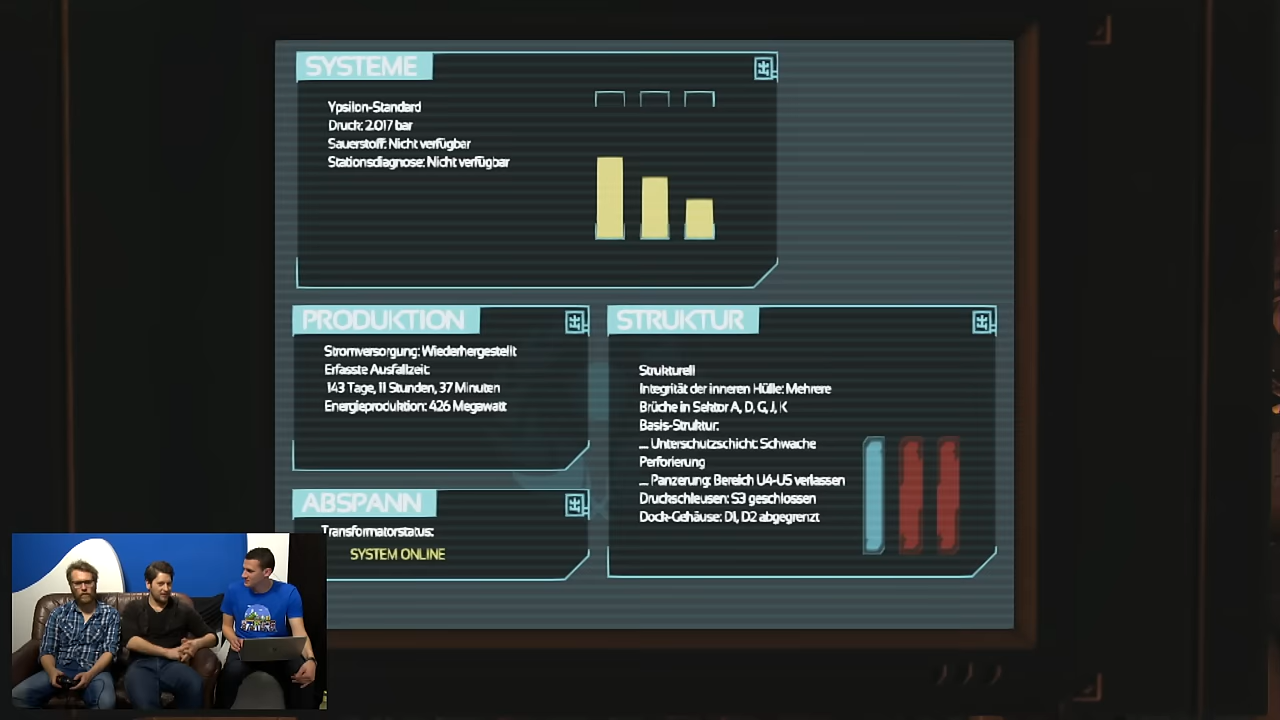 SYSTEME
Ypsilon-Standard
Druck: 2.017 bar
Sauerstoff: Nicht verfügbar
Stationsdiagnose: Nicht verfügbar
PRODUKTION
Stromversorgung: Wiederhergestellt
Erfasste Ausfallzeit:
143 Tage, 11 Stunden, 37 Minuten
Energieproduktion: 426 Megawatt
STRUKTUR
Strukturell
Integrität der inneren Hülle: Mehrere
Brüche in Sektor A, D, G, J, K
Basis-Struktur:
_ Unterschutzschicht: Schwache
Perforierung
_ Panzerung: Bereich U4-U5 verlassen
Druckschleusen: S3 geschlossen
Dock-Gehäuse: D1, D2 abgegrenzt
ABSPANN
Transformatorstatus:
SYSTEM ONLINE